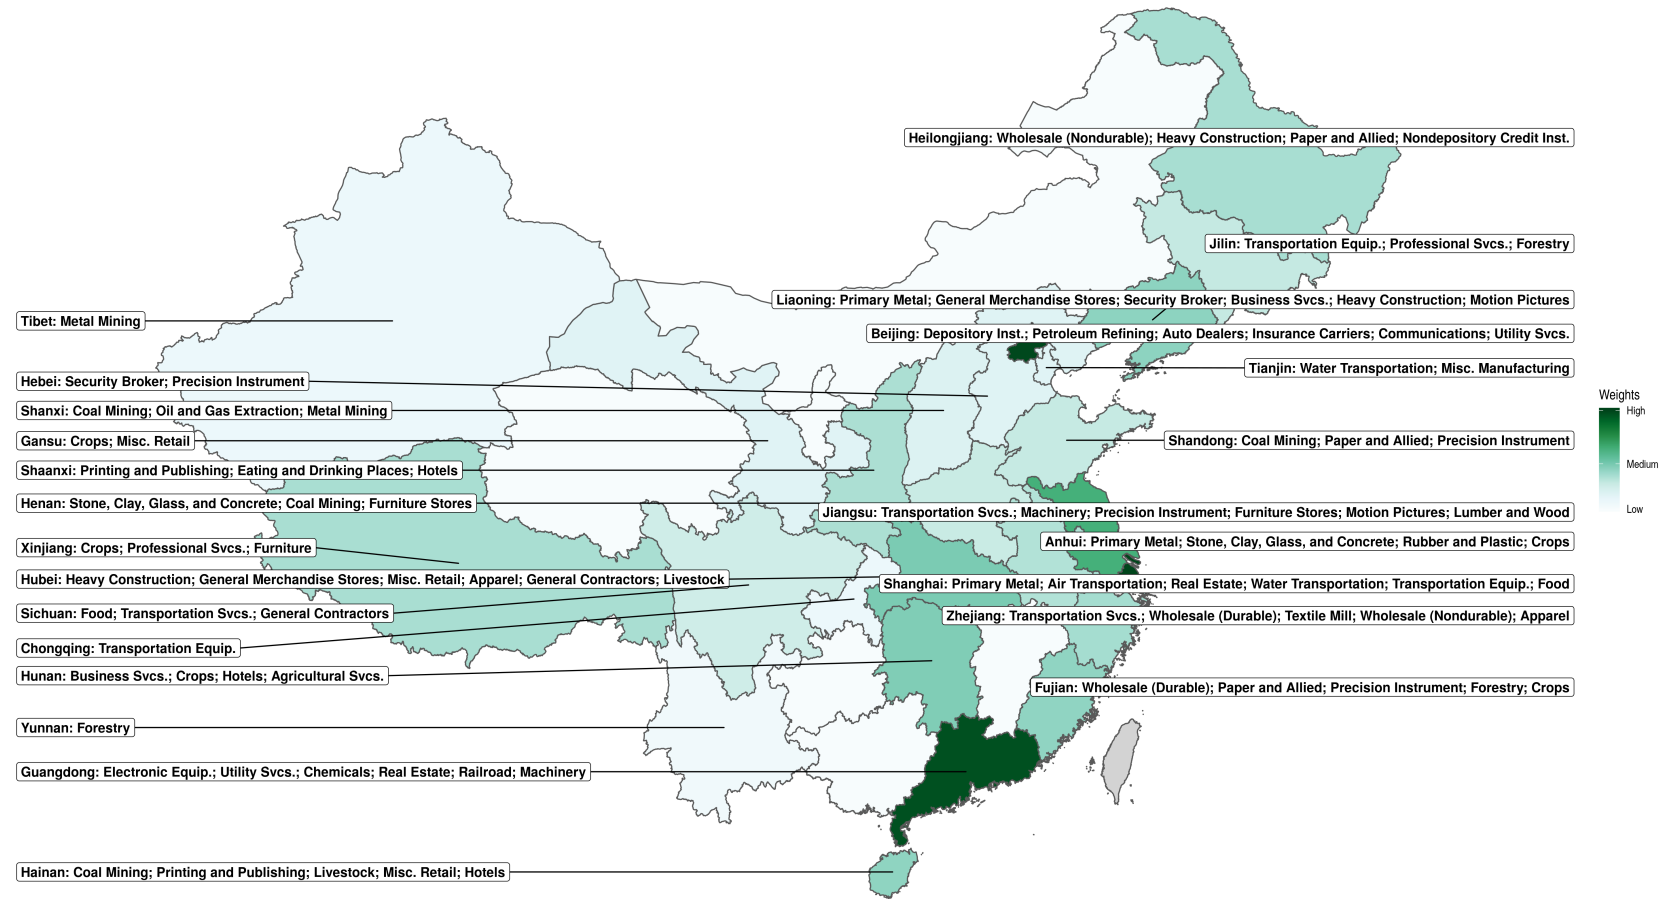 Heilongjiang: Wholesale (Nondurable); Heavy Construction; Paper and Allied; Nondepository Credit Inst.
Jilin: Transportation Equip.; Professional Svcs.; Forestry
Liaoning: Primary Metal; General Merchandise Stores; Security Broker; Business Svcs.; Heavy Construction; Motion Pictures
Tibet: Metal Mining
Beijing: Depository Inst.; Petroleum Refining; Auto Dealers; Insurance Carriers; Communications; Utility Svcs.
Tianjin: Water Transportation; Misc. Manufacturing
Hebei: Security Broker; Precision Instrument
Weights
High
Medium
Low
Shanxi: Coal Mining; Oil and Gas Extraction; Metal Mining
Gansu: Crops; Misc. Retail
Shandong: Coal Mining; Paper and Allied; Precision Instrument
Shaanxi: Printing and Publishing; Eating and Drinking Places; Hotels
Henan: Stone, Clay, Glass, and Concrete; Coal Mining; Furniture Stores
Jiangsu: Transportation Svcs.; Machinery; Precision Instrument; Furniture Stores; Motion Pictures; Lumber and Wood
Anhui: Primary Metal; Stone, Clay, Glass, and Concrete; Rubber and Plastic; Crops
Xinjiang: Crops; Professional Svcs.; Furniture
Hubei: Heavy Construction; General Merchandise Stores; Misc. Retail; Apparel; General Contractors; Livestock
Shanghai: Primary Metal; Air Transportation; Real Estate; Water Transportation; Transportation Equip.; Food
Sichuan: Food; Transportation Svcs.; General Contractors
Zhejiang: Transportation Svcs.; Wholesale (Durable); Textile Mill; Wholesale (Nondurable); Apparel
Chongqing: Transportation Equip.
Hunan: Business Svcs.; Crops; Hotels; Agricultural Svcs.
Fujian: Wholesale (Durable); Paper and Allied; Precision Instrument; Forestry; Crops
Yunnan: Forestry
Guangdong: Electronic Equip.; Utility Svcs.; Chemicals; Real Estate; Railroad; Machinery
Hainan: Coal Mining; Printing and Publishing; Livestock; Misc. Retail; Hotels